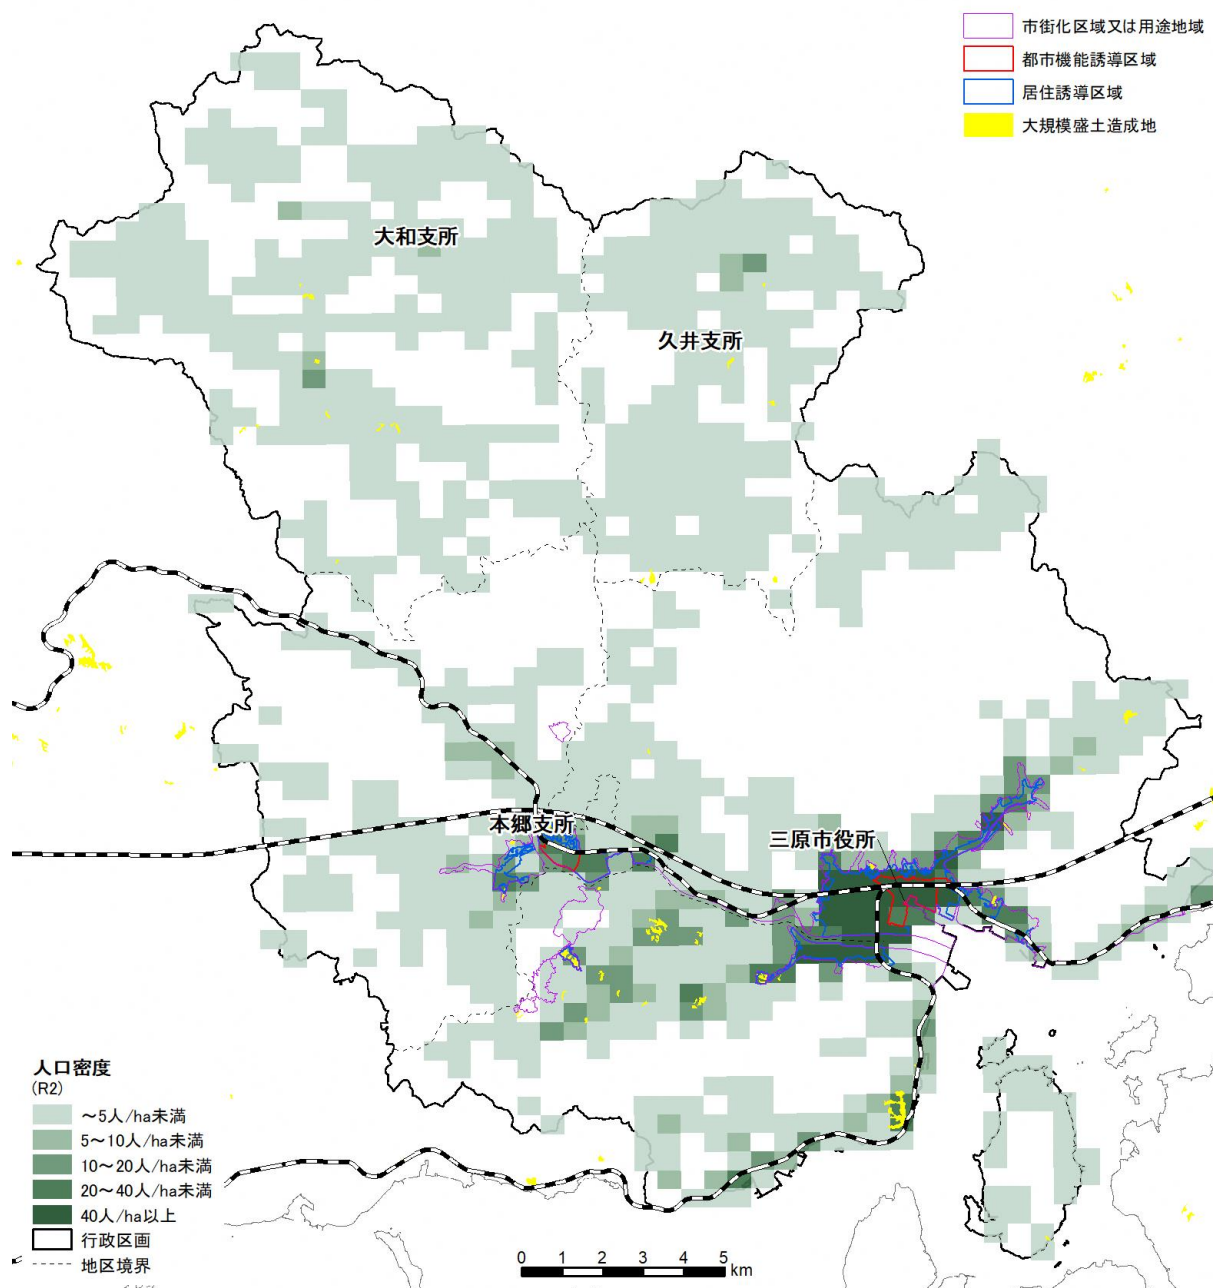 市街化区域又は用途地域
都市機能誘導区域
居住誘導区域
大規模盛土造成地
大和支所
久井支所
本郷支所
三原市役所
人口密度
(R2)
～5人/ha未満
5～10人/ha未満
10～20人/ha未満
20～40人/ha未満
40人/ha以上
行政区画
地区境界
0 1 2 3 4 5
km